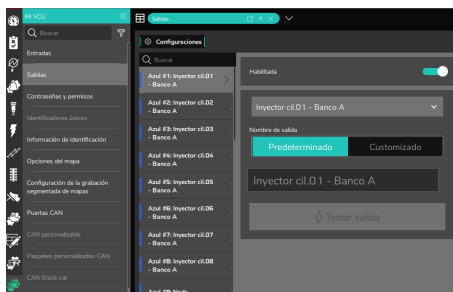 Mi VCU
Buscar
Entradas
Salidas
Contraseñas y permisos
Identificadores únicos
Información de identificación
Opciones del mapa
Configuración de la grabación
segmentada de mapas
Puertas CAN
CAN personalizable
Paquetes personalizados CAN
CAN Stock car
Salidas
Configuraciones
Buscar
Azul #1: Inyector cil.01
- Banco A
Azul #2: Inyector cil.02
- Banco A
Azul #3: Inyector cil.03
- Banco A
Azul #4: Inyector cil.04
- Banco A
Azul #5: Inyector cil.05
- Banco A
Azul #6: Inyector cil.06
- Banco A
Azul #7: Inyector cil.07
- Banco A
Azul #8: Inyector cil.08
- Banco A
Azul #9: Nada
Habilitada
Inyector cil.01 - Banco A
Nombre de salida
Predeterminado
Customizado
Inyector cil.01 - Banco A
Testar salida